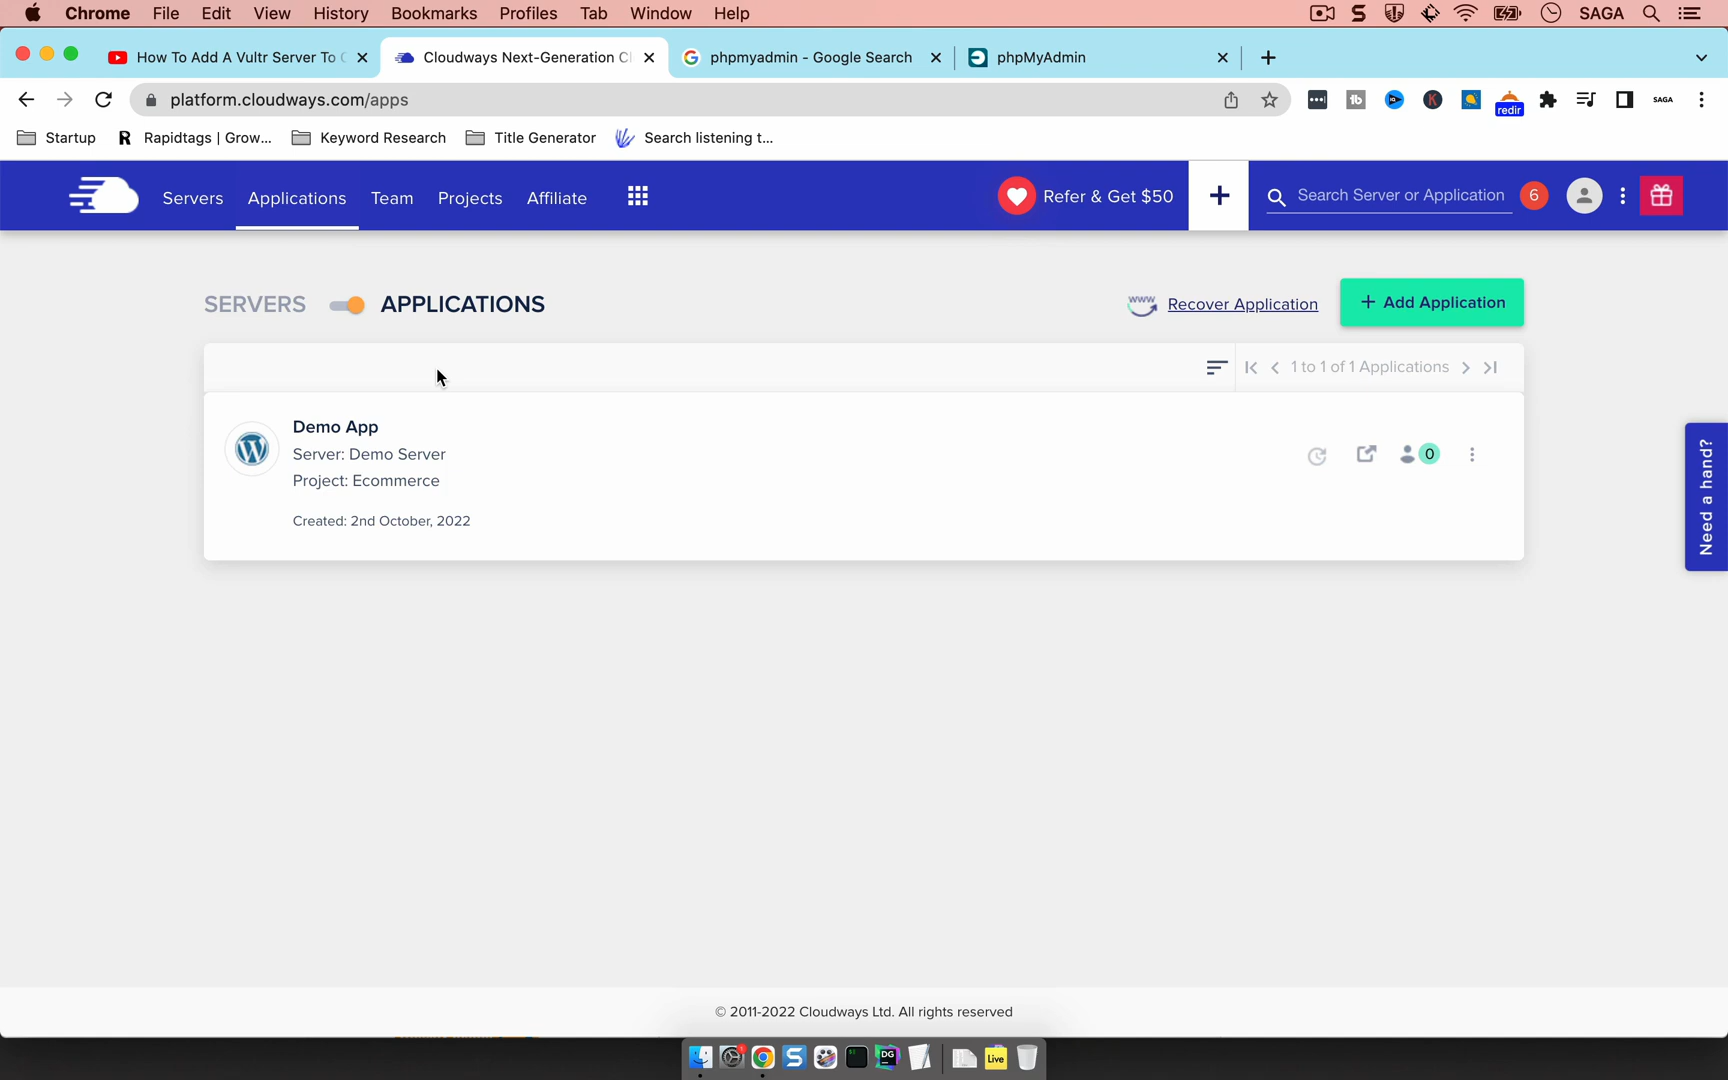 Chrome File Edit View History Bookmarks Profiles Tab Window Help SAGA
How To Add A Vultr Server To C
Cloudways Next-Generation Cl
phpmyadmin - Google Search
phpMyAdmin
platform.cloudways.com/apps
redir
SAGA
Startup
R Rapidtags | Grow...
Keyword Research
Title Generator
Search listening t...
Servers Applications Team Projects Affiliate
Refer & Get $50
+
Search Server or Application
6
SERVERS APPLICATIONS
www
Recover Application
+ Add Application
1 to 1 of 1 Applications
Demo App
Server: Demo Server
Project: Ecommerce
0
Created: 2nd October, 2022
Need a hand?
© 2011-2022 Cloudways Ltd. All rights reserved
1
S
DG
Live